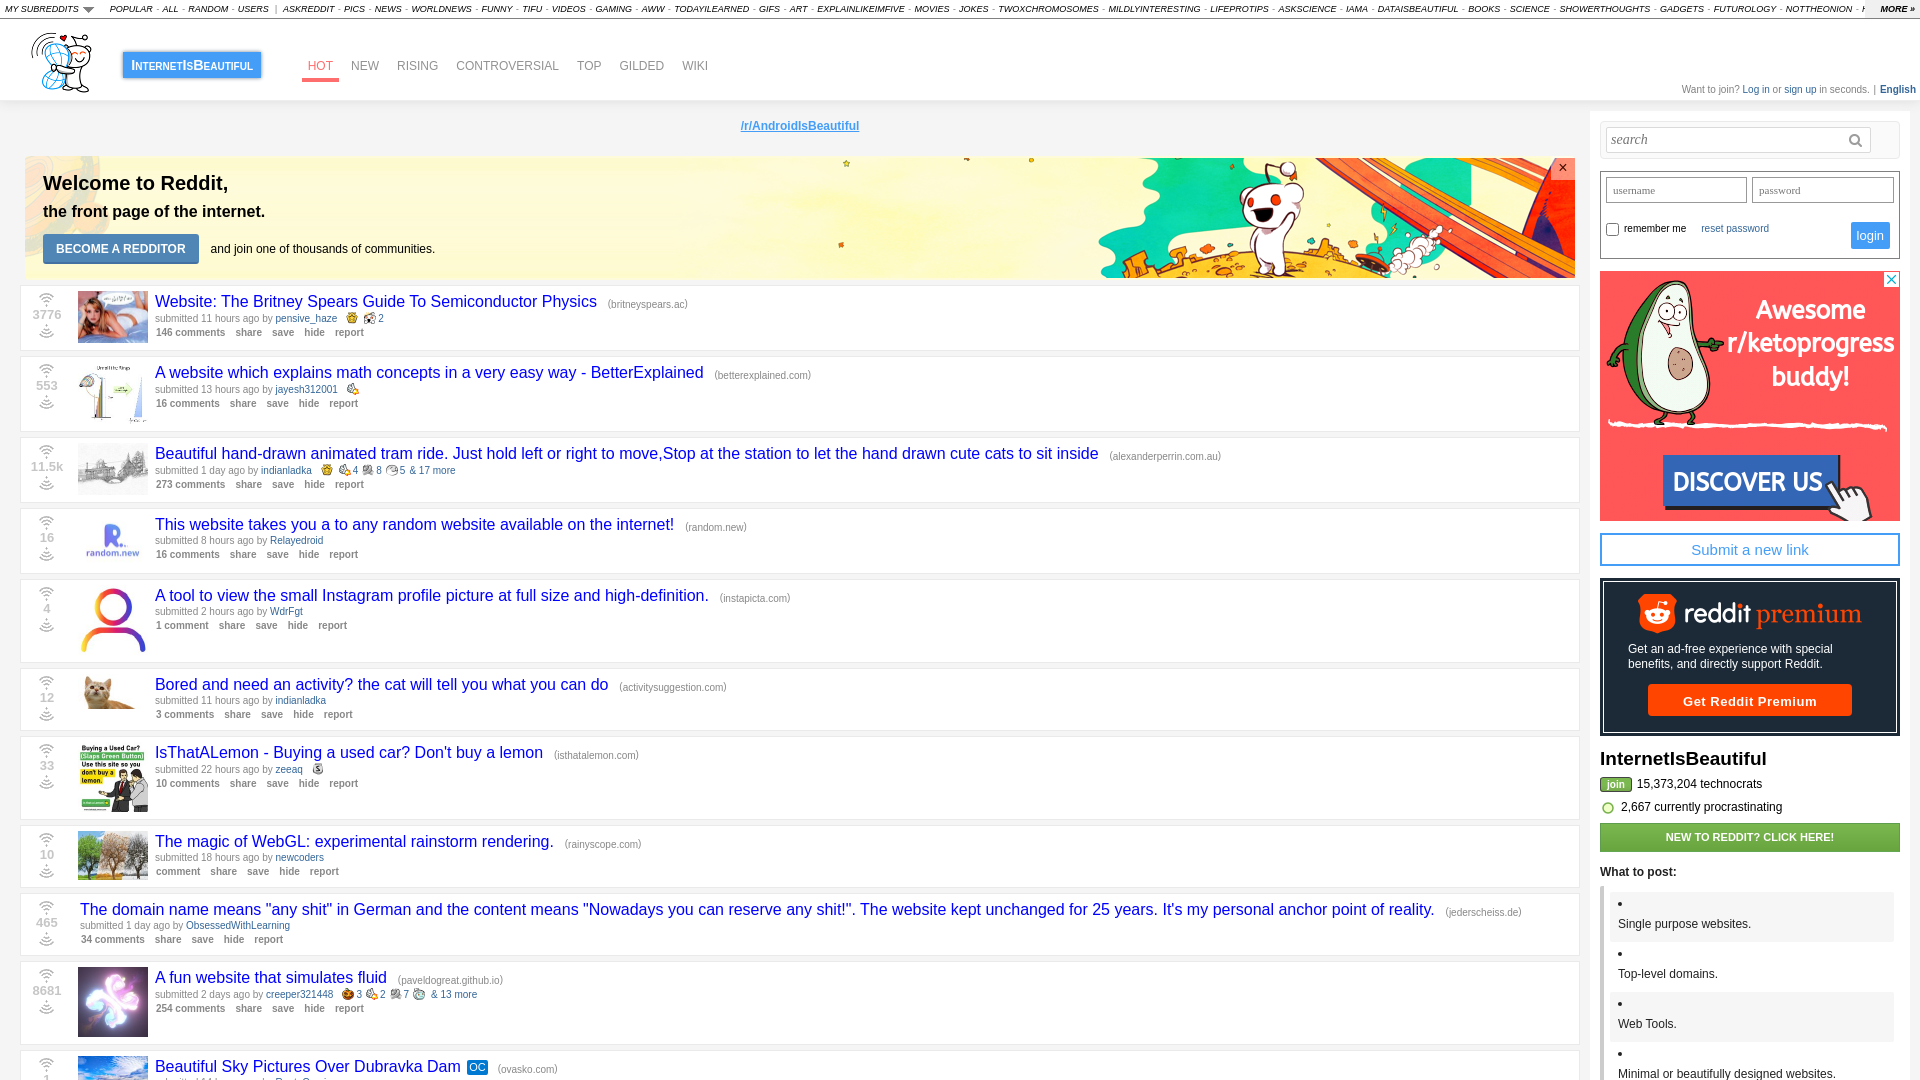 MY SUBREDDITS POPULAR - ALL - RANDOM - USERS | ASKREDDIT - PICS - NEWS - WORLDNEWS - FUNNY - TIFU - VIDEOS - GAMING - AWW - TODAYILEARNED - GIFS - ART - EXPLAINLIKEIMFIVE - MOVIES - JOKES - TWOXCHROMOSOMES - MILDLYINTERESTING - LIFEPROTIPS - ASKSCIENCE - IAMA - DATAISBEAUTIFUL - BOOKS - SCIENCE - SHOWERTHOUGHTS - GADGETS - FUTUROLOGY - NOTTHEONION - MORE »
InternetIsBeautiful HOT NEW RISING CONTROVERSIAL TOP GILDED WIKI
Want to join? Log in or sign up in seconds. | English
/r/AndroidIsBeautiful
Welcome to Reddit,
the front page of the internet.
BECOME A REDDITOR and join one of thousands of communities.
×
3776
Website: The Britney Spears Guide To Semiconductor Physics (britneyspears.ac)
submitted 11 hours ago by pensive_haze 2
146 comments share save hide report
553
A website which explains math concepts in a very easy way - BetterExplained (betterexplained.com)
submitted 13 hours ago by jayesh312001
16 comments share save hide report
11.5k
Beautiful hand-drawn animated tram ride. Just hold left or right to move,Stop at the station to let the hand drawn cute cats to sit inside (alexanderperrin.com.au)
submitted 1 day ago by indianladka 4 8 5 & 17 more
273 comments share save hide report
16
R.
random.new
This website takes you a to any random website available on the internet! (random.new)
submitted 8 hours ago by Relayedroid
16 comments share save hide report
4
A tool to view the small Instagram profile picture at full size and high-definition. (instapicta.com)
submitted 2 hours ago by WdrFgt
1 comment share save hide report
12
Bored and need an activity? the cat will tell you what you can do (activitysuggestion.com)
submitted 11 hours ago by indianladka
3 comments share save hide report
33
Buying a Used Car?
(Slaps Green Button)
Use this site so you
don't buy a
lemon.
IsThatALemon - Buying a used car? Don't buy a lemon (isthatalemon.com)
submitted 22 hours ago by zeeaq
10 comments share save hide report
10
The magic of WebGL: experimental rainstorm rendering. (rainyscope.com)
submitted 18 hours ago by newcoders
comment share save hide report
465
The domain name means "any shit" in German and the content means "Nowadays you can reserve any shit!". The website kept unchanged for 25 years. It's my personal anchor point of reality. (jederscheiss.de)
submitted 1 day ago by ObsessedWithLearning
34 comments share save hide report
8681
A fun website that simulates fluid (paveldogreat.github.io)
submitted 2 days ago by creeper321448 3 2 7 & 13 more
254 comments share save hide report
Beautiful Sky Pictures Over Dubravka Dam OC (ovasko.com)
search
username password
remember me reset password login
Awesome
r/ketoprogress
buddy!
DISCOVER US
Submit a new link
reddit premium
Get an ad-free experience with special
benefits, and directly support Reddit.
Get Reddit Premium
InternetIsBeautiful
join 15,373,204 technocrats
2,667 currently procrastinating
NEW TO REDDIT? CLICK HERE!
What to post:
Single purpose websites.
Top-level domains.
Web Tools.
Minimal or beautifully designed websites.